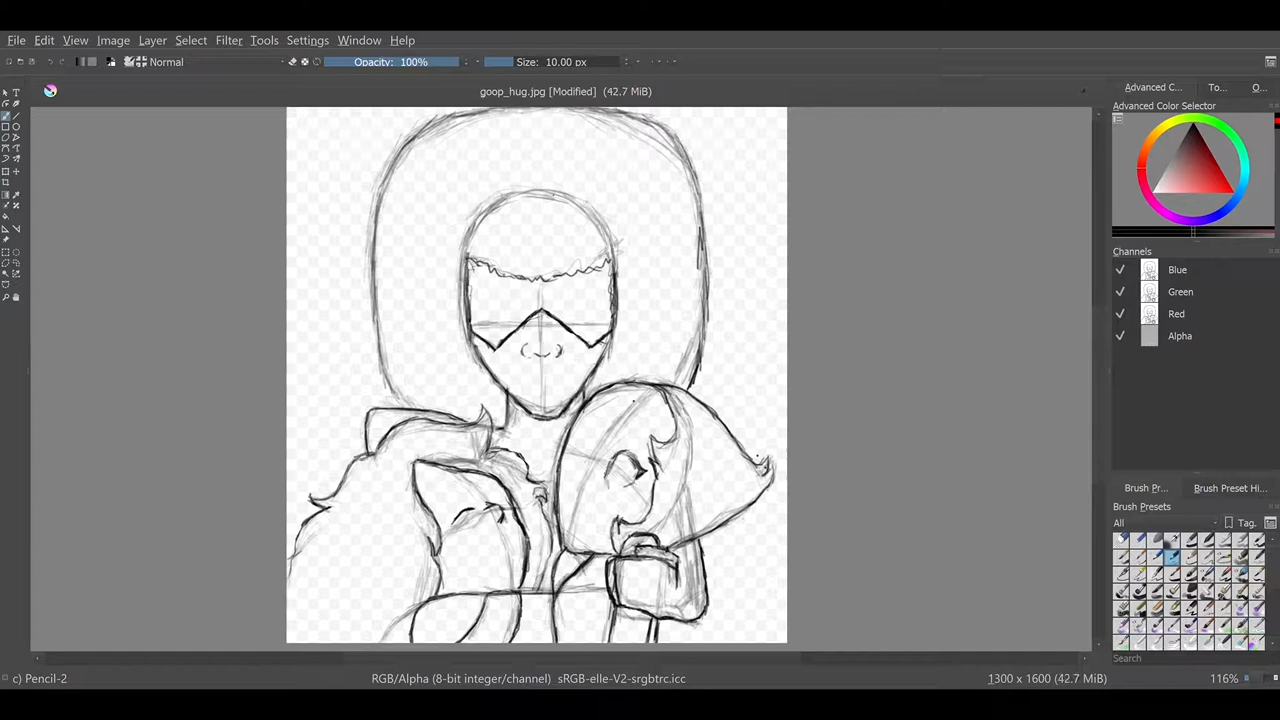 File Edit View Image Layer Select Filter Tools Settings Window Help
Normal Opacity: 100% Size: 10.00 px
goop_hug.jpg [Modified] (42.7 MiB)
Advanced C... To... O...
Advanced Color Selector
Channels
Blue
Green
Red
Alpha
Brush Pr... Brush Preset Hi...
Brush Presets
All Tag.
Search
c) Pencil-2 RGB/Alpha (8-bit integer/channel) sRGB-elle-V2-srgbtrc.icc 1300 x 1600 (42.7 MiB) 116%